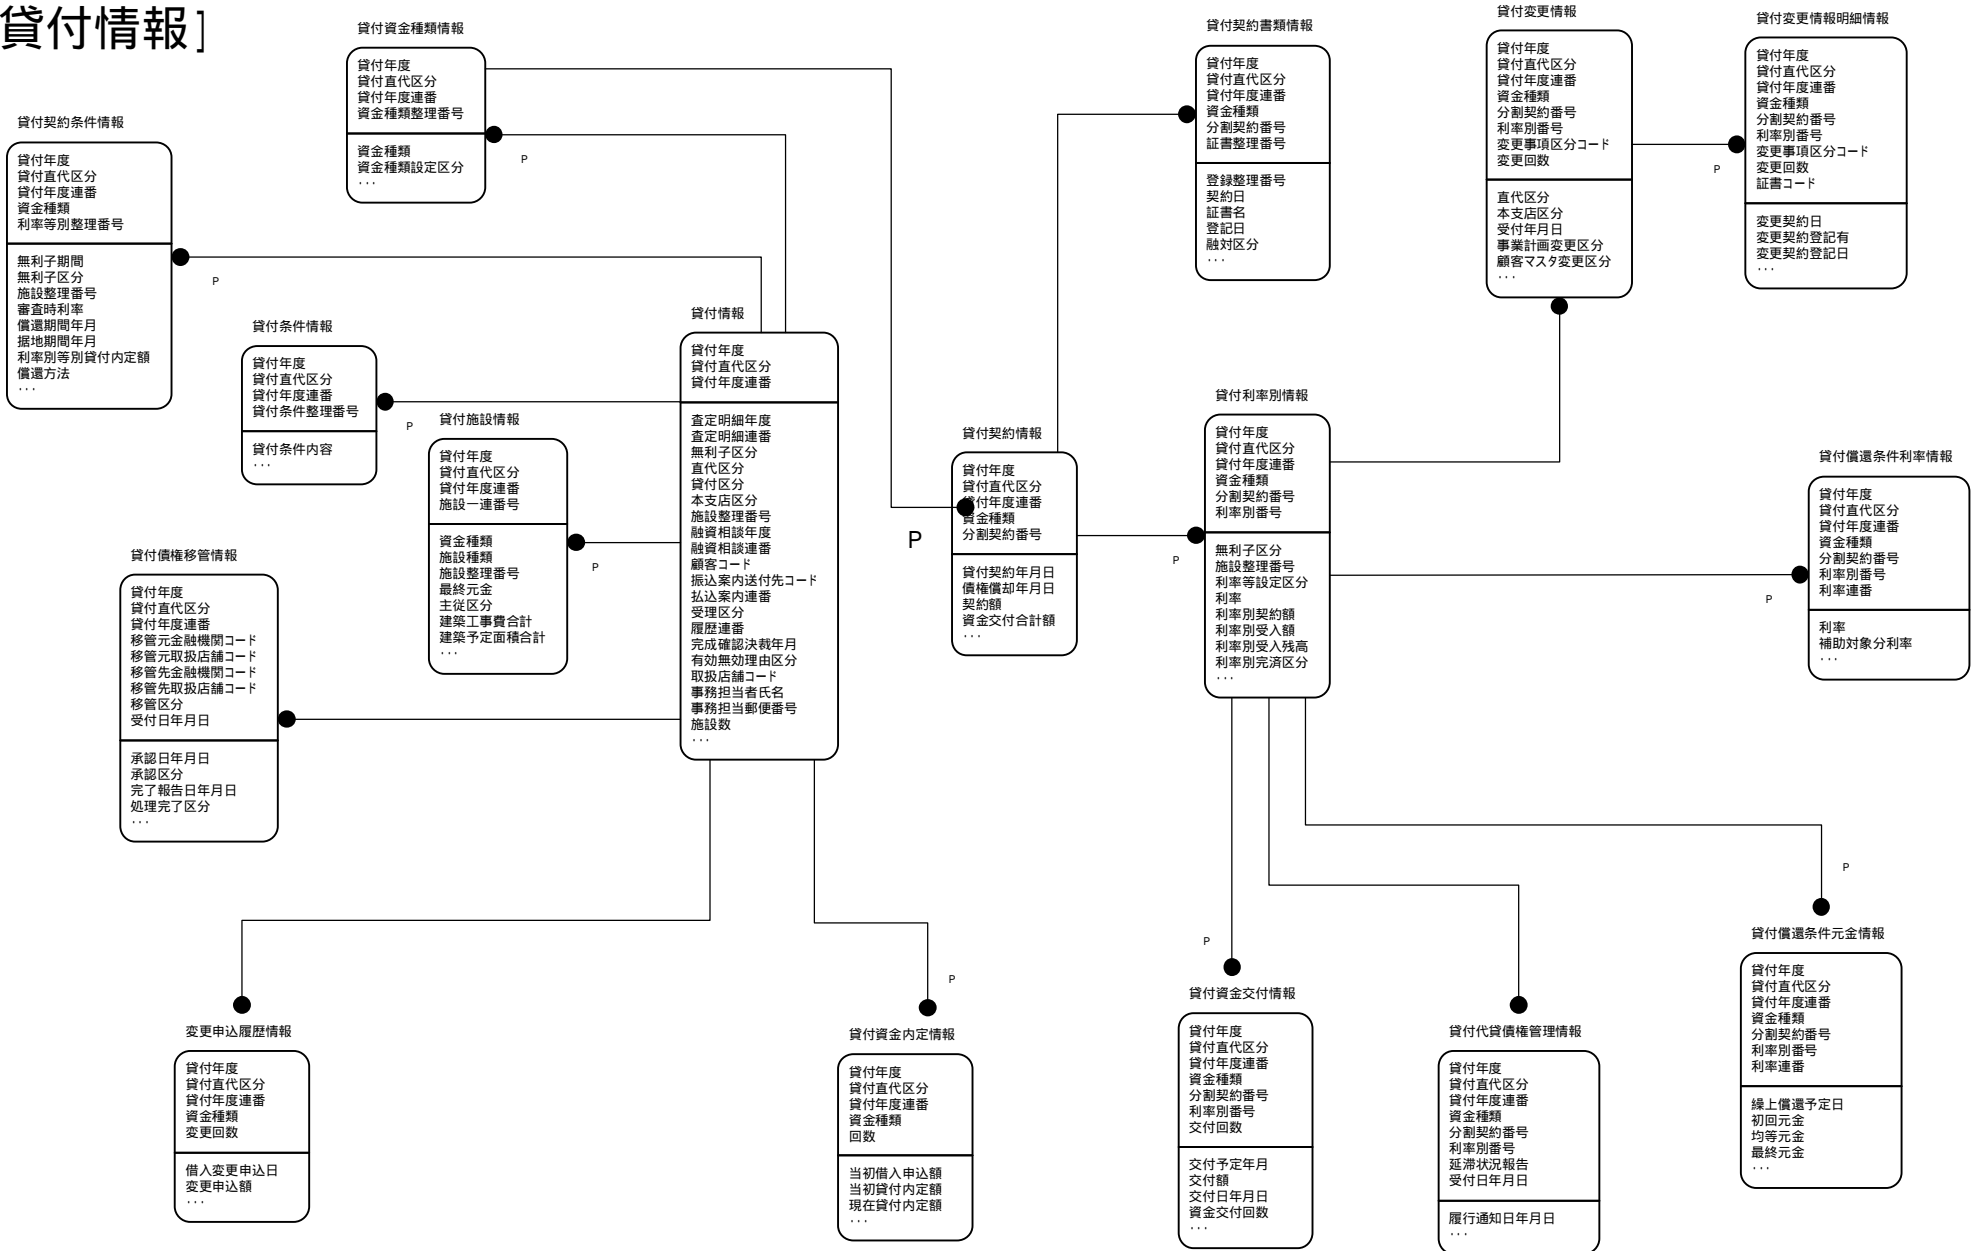 貸付情報]
貸付資金種類情報
貸付年度
貸付直代区分
貸付年度連番
資金種類整理番号
資金種類
資金種類設定区分
...
P
貸付契約条件情報
貸付年度
貸付直代区分
貸付年度連番
資金種類
利率等別整理番号
無利子期間
無利子区分
施設整理番号
審査時利率
償還期間年月
据地期間年月
利率別等別貸付内定額
償還方法
...
P
貸付条件情報
貸付年度
貸付直代区分
貸付年度連番
貸付条件整理番号
貸付条件内容
...
P
貸付施設情報
貸付年度
貸付直代区分
貸付年度連番
施設一連番号
資金種類
施設種類
施設整理番号
最終元金
主従区分
建築工事費合計
建築予定面積合計
...
P
貸付債権移管情報
貸付年度
貸付直代区分
貸付年度連番
移管元金融機関コード
移管元取扱店舗コード
移管先金融機関コード
移管先取扱店舗コード
移管区分
受付日年月日
承認日年月日
承認区分
完了報告日年月日
処理完了区分
...
貸付情報
貸付年度
貸付直代区分
貸付年度連番
査定明細年度
査定明細連番
無利子区分
直代区分
貸付区分
本支店区分
施設整理番号
融資相談年度
融資相談連番
顧客コード
振込案内送付先コード
払込案内連番
受理区分
履歴連番
完成確認決裁年月
有効無効理由区分
取扱店舗コード
事務担当者氏名
事務担当郵便番号
施設数
...
変更申込履歴情報
貸付年度
貸付直代区分
貸付年度連番
資金種類
変更回数
借入変更申込日
変更申込額
...
P
貸付資金内定情報
貸付年度
貸付直代区分
貸付年度連番
資金種類
回数
当初借入申込額
当初貸付内定額
現在貸付内定額
...
貸付契約情報
貸付年度
貸付直代区分
貸付年度連番
資金種類
分割契約番号
貸付契約年月日
債権償却年月日
契約額
資金交付合計額
...
P
貸付契約書類情報
貸付年度
貸付直代区分
貸付年度連番
資金種類
分割契約番号
証書整理番号
登録整理番号
契約日
証書名
登記日
融対区分
...
貸付変更情報
貸付年度
貸付直代区分
貸付年度連番
資金種類
分割契約番号
利率別番号
変更事項区分コード
変更回数
直代区分
本支店区分
受付年月日
事業計画変更区分
顧客マスタ変更区分
...
P
貸付変更情報明細情報
貸付年度
貸付直代区分
貸付年度連番
資金種類
分割契約番号
利率別番号
変更事項区分コード
変更回数
証書コード
変更契約日
変更契約登記有
変更契約登記日
...
P
貸付利率別情報
貸付年度
貸付直代区分
貸付年度連番
資金種類
分割契約番号
利率別番号
無利子区分
施設整理番号
利率等設定区分
利率
利率別契約額
利率別受入額
利率別受入残高
利率別完済区分
...
P
貸付償還条件利率情報
貸付年度
貸付直代区分
貸付年度連番
資金種類
分割契約番号
利率別番号
利率連番
利率
補助対象分利率
...
P
貸付資金交付情報
貸付年度
貸付直代区分
貸付年度連番
資金種類
分割契約番号
利率別番号
交付回数
交付予定年月
交付額
交付日年月日
資金交付回数
...
貸付代貸債権管理情報
貸付年度
貸付直代区分
貸付年度連番
資金種類
分割契約番号
利率別番号
延滞状況報告
受付日年月日
履行通知日年月日
...
P
貸付償還条件元金情報
貸付年度
貸付直代区分
貸付年度連番
資金種類
分割契約番号
利率別番号
利率連番
繰上償還予定日
初回元金
均等元金
最終元金
...